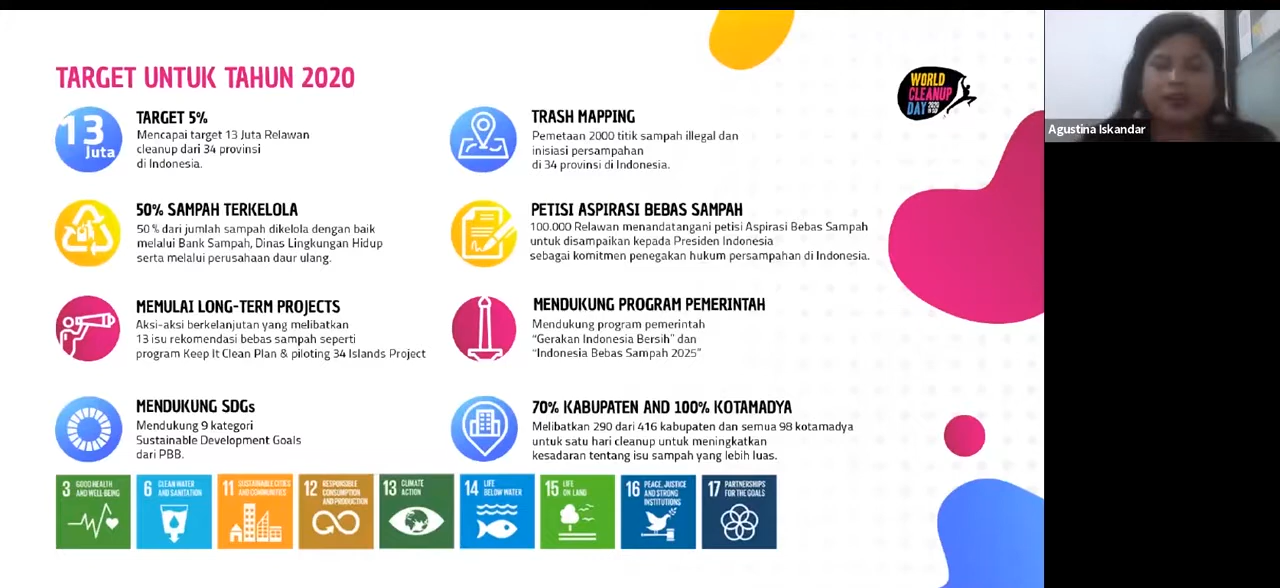 TARGET UNTUK TAHUN 2020
13
Juta
TARGET 5%
Mencapai target 13 Juta Relawan
cleanup dari 34 provinsi
di Indonesia.
50% SAMPAH TERKELOLA
50 % dari jumlah sampah dikelola dengan baik
melalui Bank Sampah, Dinas Lingkungan Hidup
serta melalui perusahaan daur ulang.
MEMULAI LONG-TERM PROJECTS
Aksi-aksi berkelanjutan yang melibatkan
13 isu rekomendasi bebas sampah seperti
program Keep It Clean Plan & piloting 34 Islands Project
MENDUKUNG SDGs
Mendukung 9 kategori
Sustainable Development Goals
dari PBB.
TRASH MAPPING
Pemetaan 2000 titik sampah illegal dan
inisiasi persampahan
di 34 provinsi di Indonesia.
PETISI ASPIRASI BEBAS SAMPAH
100.000 Relawan menandatangani petisi Aspirasi Bebas Sampah
untuk disampaikan kepada Presiden Indonesia
sebagai komitmen penegakan hukum persampahan di Indonesia.
MENDUKUNG PROGRAM PEMERINTAH
Mendukung program pemerintah
“Gerakan Indonesia Bersih” dan
“Indonesia Bebas Sampah 2025”
70% KABUPATEN AND 100% KOTAMADYA
Melibatkan 290 dari 416 kabupaten dan semua 98 kotamadya
untuk satu hari cleanup untuk meningkatkan
kesadaran tentang isu sampah yang lebih luas.
3 GOOD HEALTH
AND WELL-BEING
6 CLEAN WATER
AND SANITATION
11 SUSTAINABLE CITIES
AND COMMUNITIES
12 RESPONSIBLE
CONSUMPTION
AND PRODUCTION
13 CLIMATE
ACTION
14 LIFE
BELOW WATER
15 LIFE
ON LAND
16 PEACE, JUSTICE
AND STRONG
INSTITUTIONS
17 PARTNERSHIPS
FOR THE GOALS
WORLD
CLEANUP
DAY 2020
Agustina Iskandar